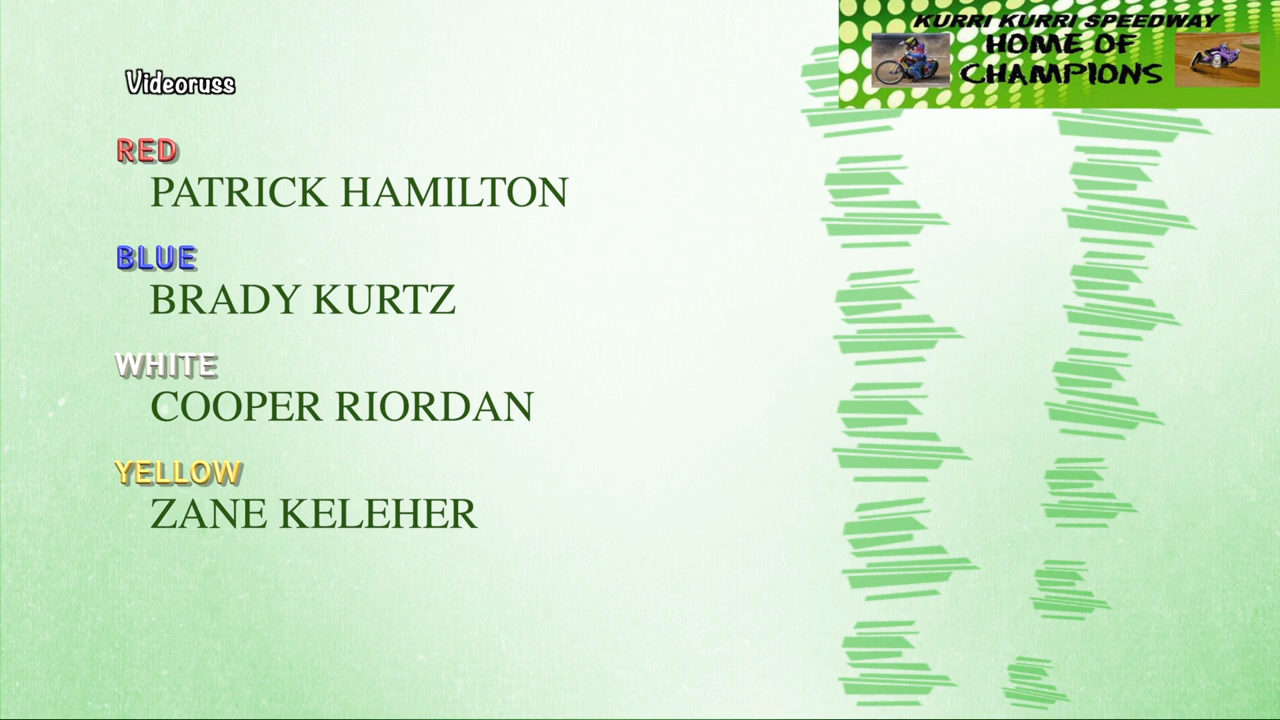 KURRI KURRI SPEEDWAY
HOME OF
CHAMPIONS
Videoruss
RED
PATRICK HAMILTON
BLUE
BRADY KURTZ
WHITE
COOPER RIORDAN
YELLOW
ZANE KELEHER